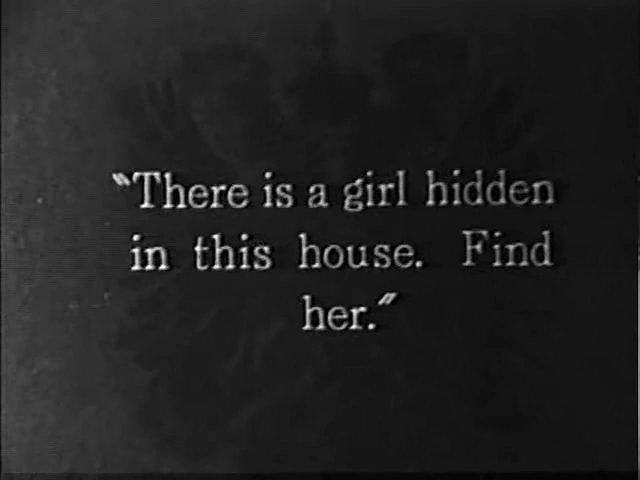 "There is a girl hidden
in this house. Find
her."